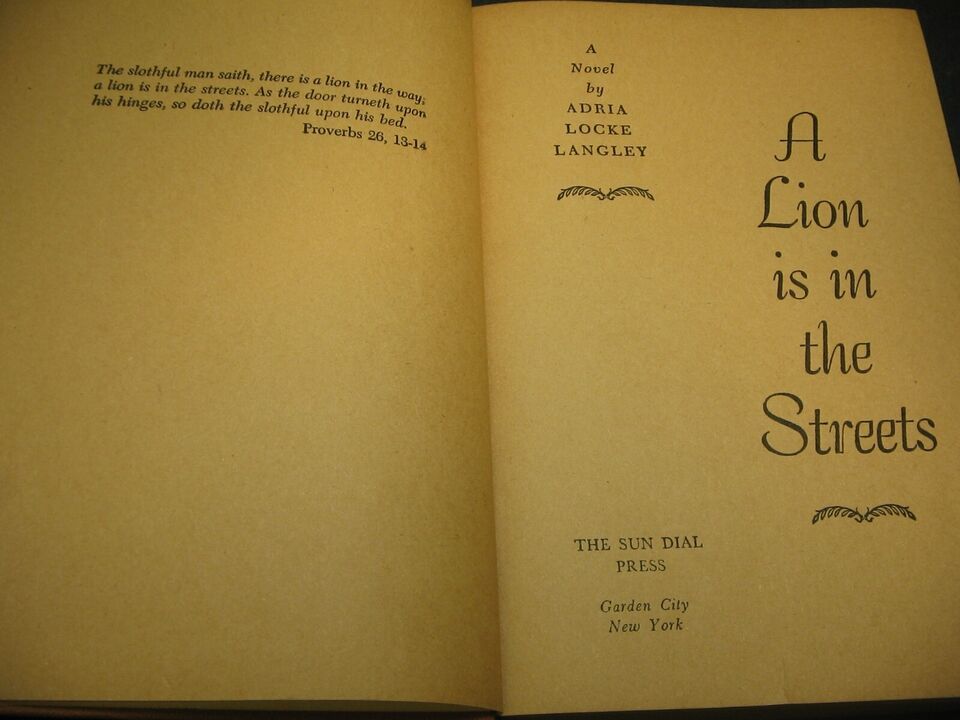 The slothful man saith, there is a lion in the way;
a lion is in the streets. As the door turneth upon
his hinges, so doth the slothful upon his bed.
Proverbs 26, 13-14
A
Novel
by
ADRIA
LOCKE
LANGLEY
A
Lion
is in
the
Streets
THE SUN DIAL
PRESS
Garden City
New York